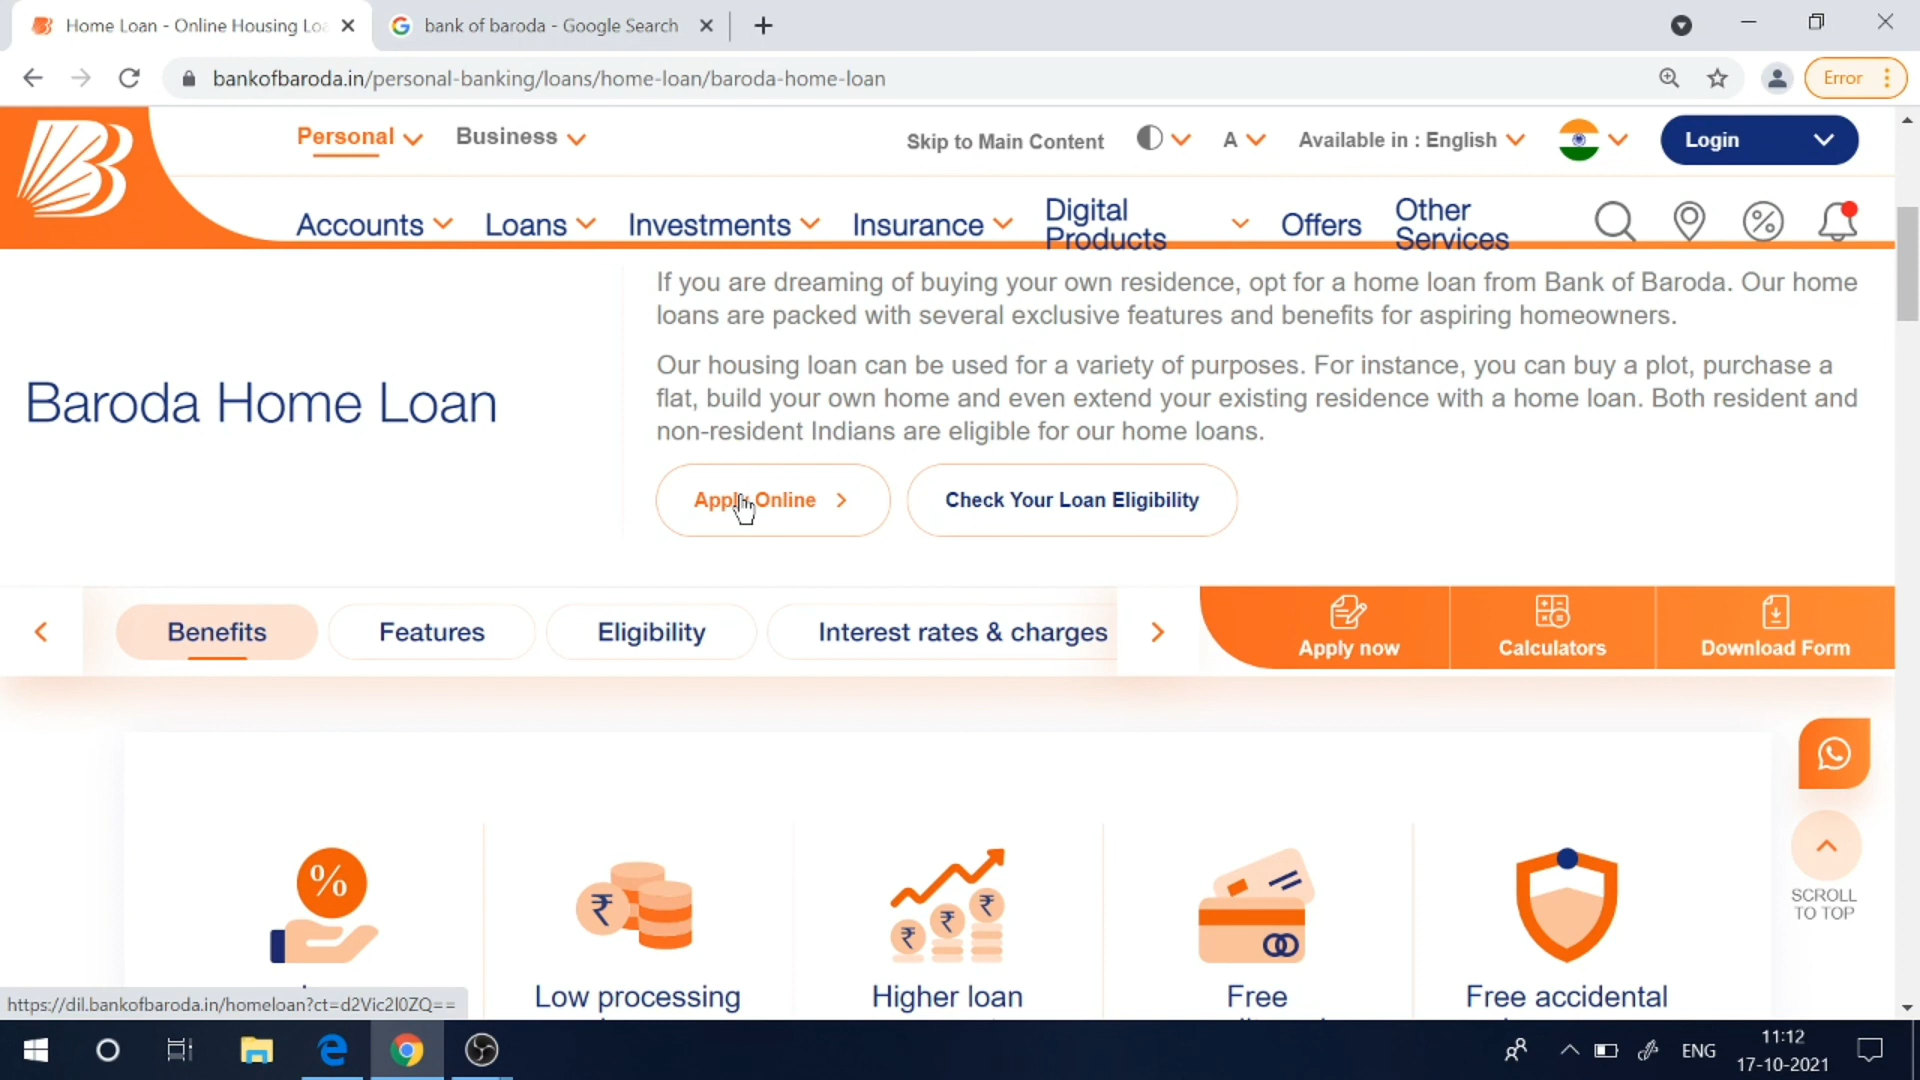 Home Loan - Online Housing Loa
bank of baroda - Google Search
bankofbaroda.in/personal-banking/loans/home-loan/baroda-home-loan
Error
Personal
Business
Skip to Main Content
A
Available in : English
Login
Accounts
Loans
Investments
Insurance
Digital
Products
Offers
Other
Services
If you are dreaming of buying your own residence, opt for a home loan from Bank of Baroda. Our home
loans are packed with several exclusive features and benefits for aspiring homeowners.
Our housing loan can be used for a variety of purposes. For instance, you can buy a plot, purchase a
flat, build your own home and even extend your existing residence with a home loan. Both resident and
non-resident Indians are eligible for our home loans.
Baroda Home Loan
Apply Online
Check Your Loan Eligibility
Benefits
Features
Eligibility
Interest rates & charges
Apply now
Calculators
Download Form
SCROLL
TO TOP
Low processing
Higher loan
Free
Free accidental
https://dil.bankofbaroda.in/homeloan?ct=d2Vic2l0ZQ==
ENG
11:12
17-10-2021